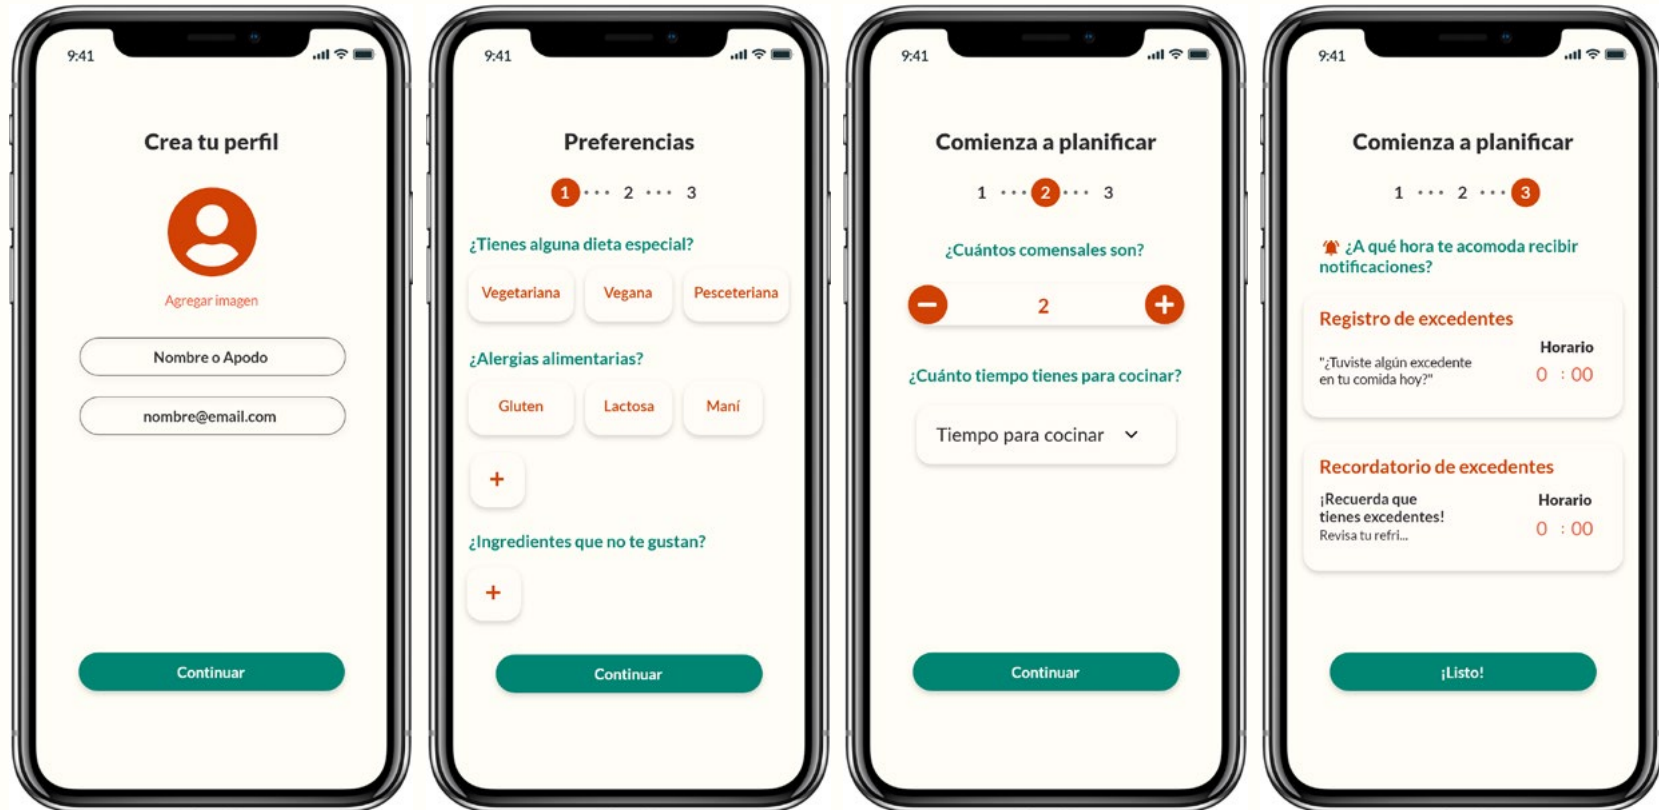 9:41
Crea tu perfil
Agregar imagen
Nombre o Apodo
nombre@email.com
Continuar
9:41
Preferencias
1 ... 2 ... 3
¿Tienes alguna dieta especial?
Vegetariana Vegana Pesceteriana
¿Alergias alimentarias?
Gluten Lactosa Maní
+
¿Ingredientes que no te gustan?
+
Continuar
9:41
Comienza a planificar
1 ... 2 ... 3
¿Cuántos comensales son?
− 2 +
¿Cuánto tiempo tienes para cocinar?
Tiempo para cocinar
Continuar
9:41
Comienza a planificar
1 ... 2 ... 3
¿A qué hora te acomoda recibir
notificaciones?
Registro de excedentes
Horario
"¿Tuviste algún excedente
en tu comida hoy?"
0 : 00
Recordatorio de excedentes
¡Recuerda que
tienes excedentes!
Revisa tu refri...
Horario
0 : 00
¡Listo!